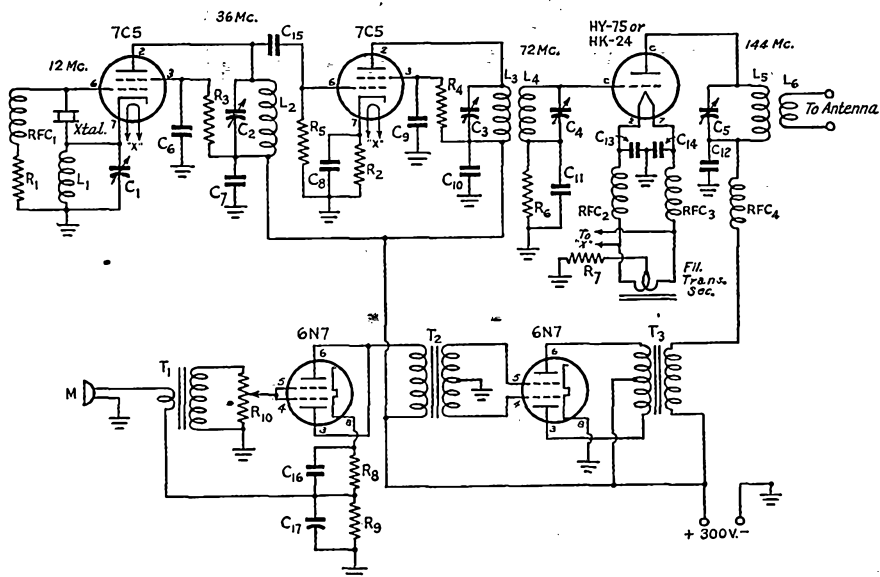 36 Mc.
7C5
C15
7C5
72 Mc.
HY-75 or
HK-24
144 Mc.
12 Mc.
2
6
3
7
RFC1
Xtal.
"X"
R1
L1
C1
C6
R3
C2
L2
C7
R5
2
6
3
7
"X"
C8
R2
C9
R4
C3
L3
L4
C10
C4
R6
C11
G
C
7
C13
C14
C5
C12
L5
L6
To Antenna
RFC2
RFC3
RFC4
To
"X"
R7
Fil.
Trans.
Sec.
M
T1
R10
6N7
6
5
4
3
8
C16
R8
C17
R9
T2
6N7
6
5
4
3
8
T3
+ 300V. -